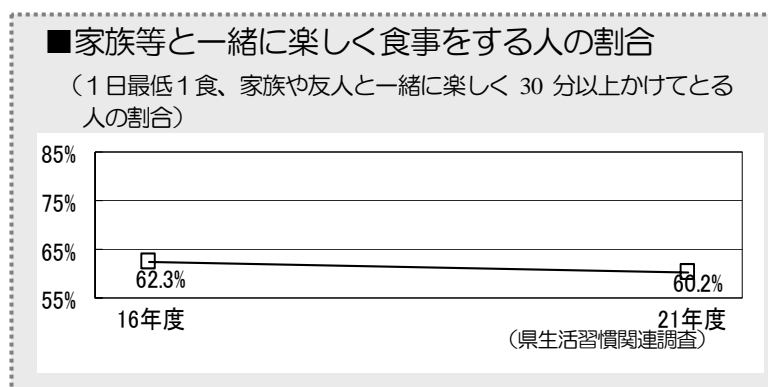 ■家族等と一緒に楽しく食事をする人の割合
（１日最低１食、家族や友人と一緒に楽しく 30 分以上かけてとる
人の割合）
85%
75%
65%
55%
62.3%
60.2%
16年度
21年度
（県生活習慣関連調査）